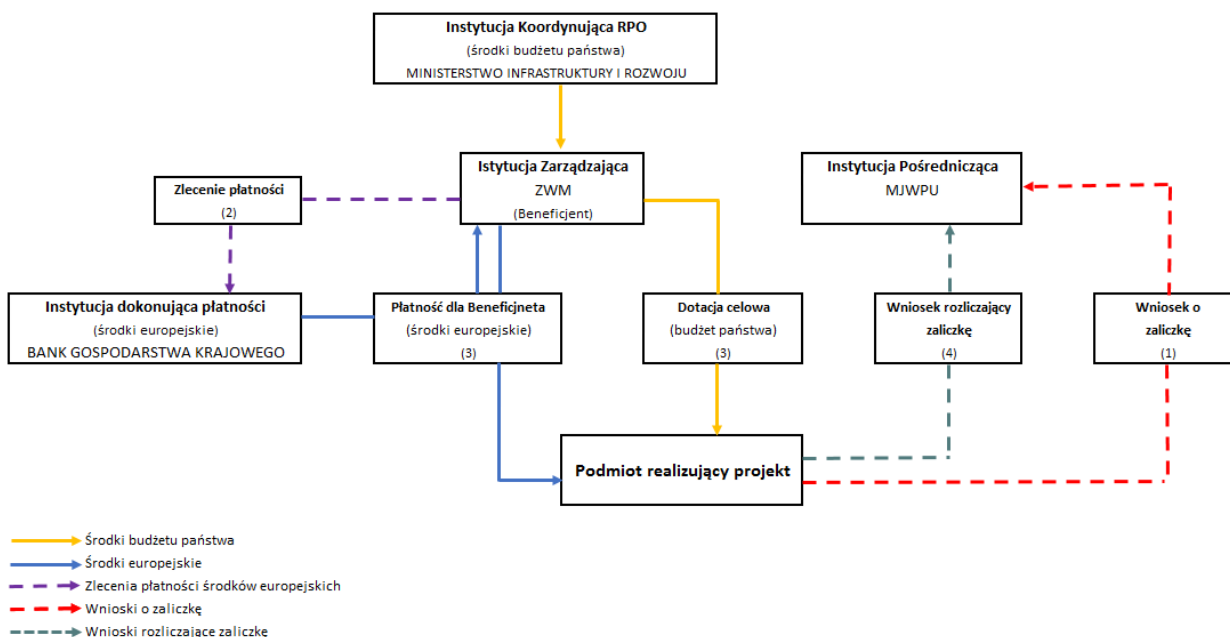 Instytucja Koordynująca RPO
(środki budżetu państwa)
MINISTERSTWO INFRASTRUKTURY I ROZWOJU
Istytucja Zarządzająca
ZWM
(Beneficjent)
Instytucja Pośrednicząca
MJWPU
Zlecenie płatności
(2)
Instytucja dokonująca płatności
(środki europejskie)
BANK GOSPODARSTWA KRAJOWEGO
Płatność dla Beneficjneta
(środki europejskie)
(3)
Dotacja celowa
(budżet państwa)
(3)
Wniosek rozliczający
zaliczkę
(4)
Wniosek o
zaliczkę
(1)
Podmiot realizujący projekt
Środki budżetu państwa
Środki europejskie
Zlecenia płatności środków europejskich
Wnioski o zaliczkę
Wnioski rozliczające zaliczkę